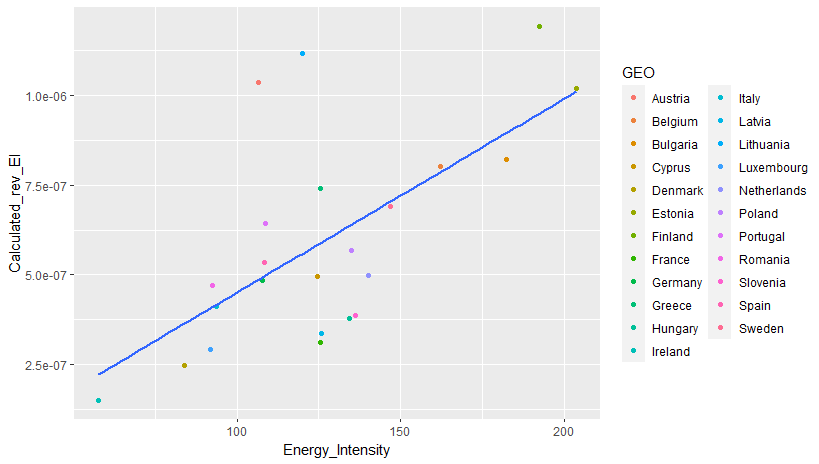 Calculated_rev_EI
1.0e-06
7.5e-07
5.0e-07
2.5e-07
100
150
200
Energy_Intensity
GEO
Austria
Belgium
Bulgaria
Cyprus
Denmark
Estonia
Finland
France
Germany
Greece
Hungary
Ireland
Italy
Latvia
Lithuania
Luxembourg
Netherlands
Poland
Portugal
Romania
Slovenia
Spain
Sweden